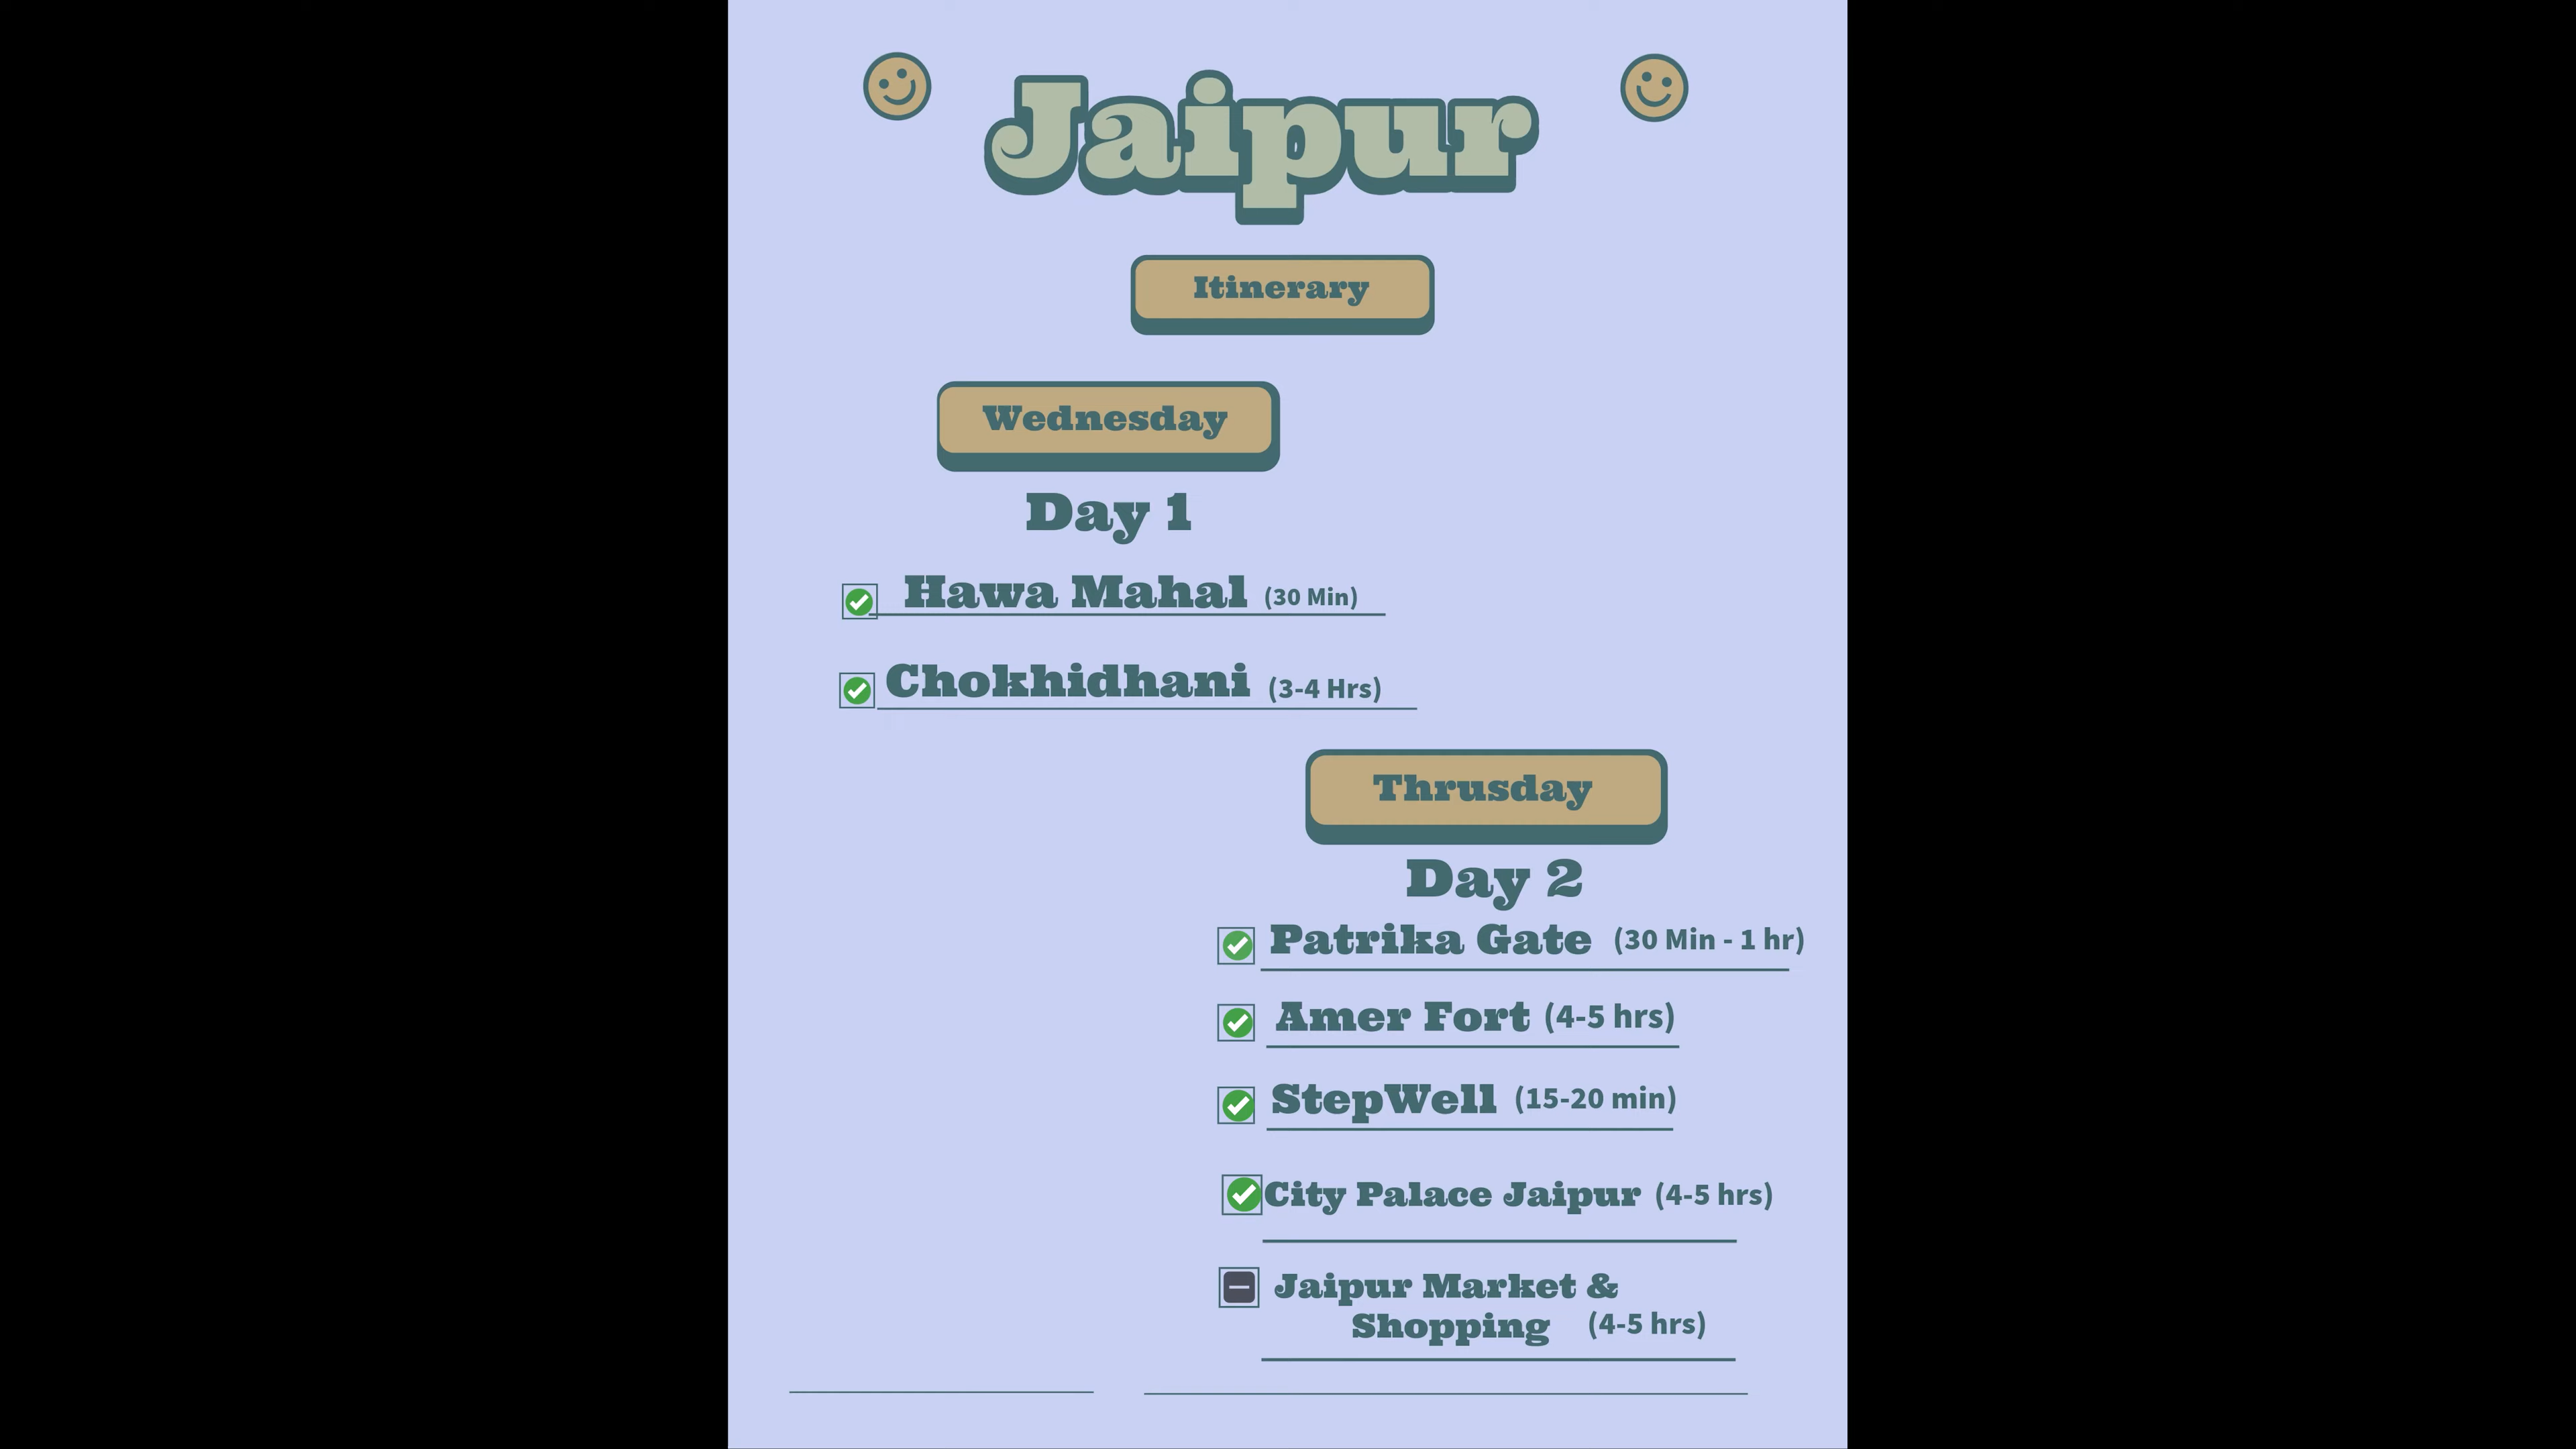 Jaipur
Itinerary
Wednesday
Day 1
Hawa Mahal (30 Min)
Chokhidhani (3-4 Hrs)
Thrusday
Day 2
Patrika Gate (30 Min - 1 hr)
Amer Fort (4-5 hrs)
StepWell (15-20 min)
City Palace Jaipur (4-5 hrs)
Jaipur Market &
Shopping (4-5 hrs)